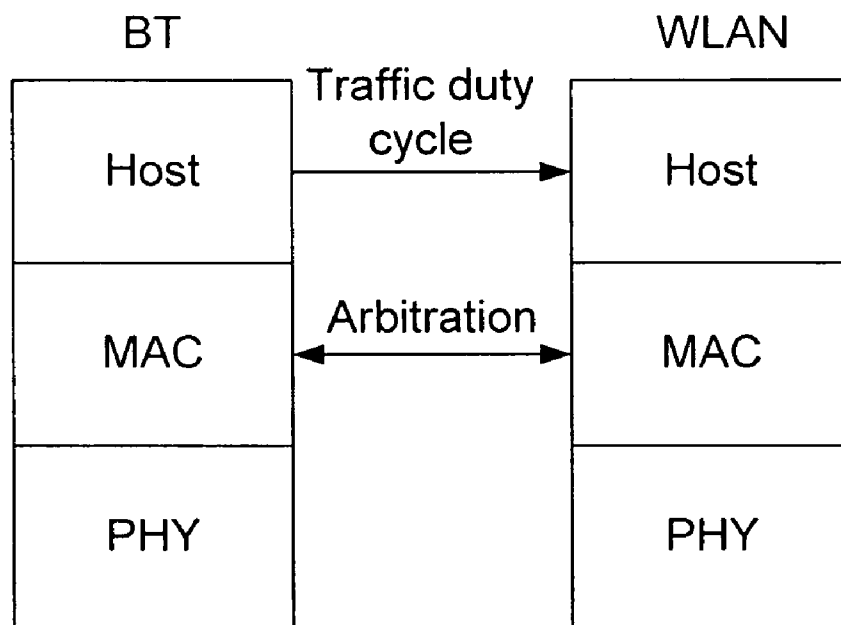 BT
WLAN
Traffic duty
cycle
Host
Host
Arbitration
MAC
MAC
PHY
PHY